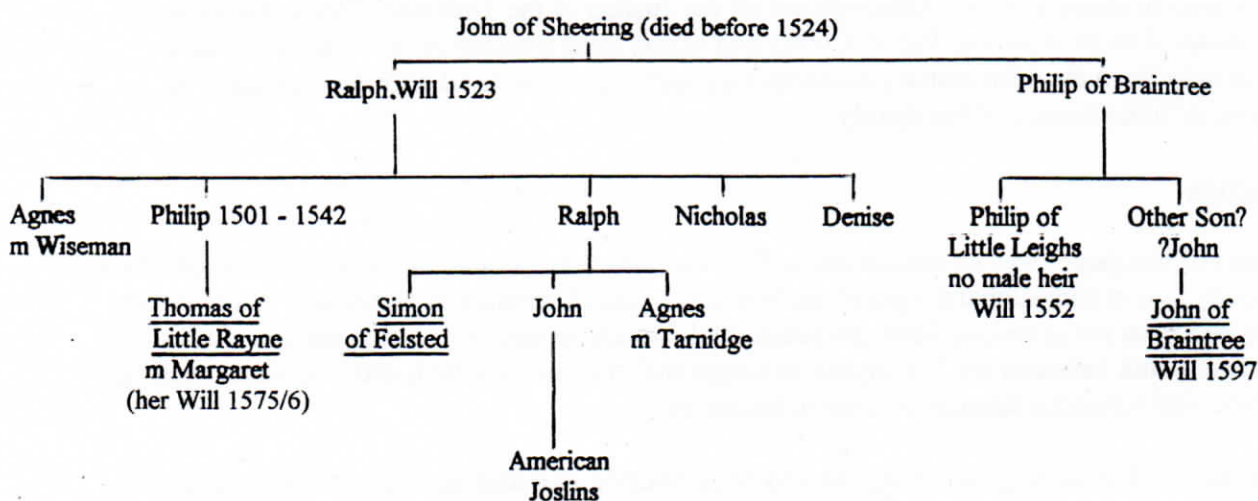 John of Sheering (died before 1524)
Ralph. Will 1523
Philip of Braintree
Agnes
m Wiseman
Philip 1501 - 1542
Ralph
Nicholas
Denise
Philip of
Little Leighs
no male heir
Will 1552
Other Son?
?John
Thomas of
Little Rayne
m Margaret
(her Will 1575/6)
Simon
of Felsted
John
Agnes
m Tarnidge
John of
Braintree
Will 1597
American
Joslins